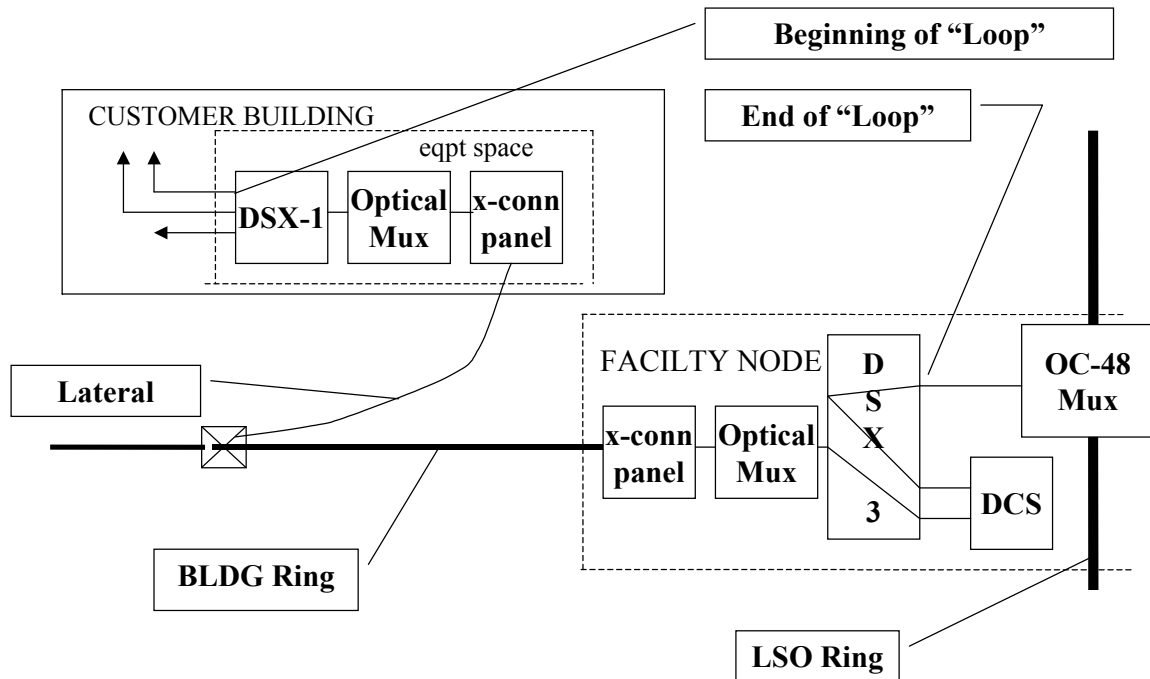 Beginning of “Loop”
CUSTOMER BUILDING
End of “Loop”
eqpt space
DSX-1
Optical
Mux
x-conn
panel
FACILTY NODE
D
S
X
3
OC-48
Mux
Lateral
x-conn
panel
Optical
Mux
DCS
BLDG Ring
LSO Ring